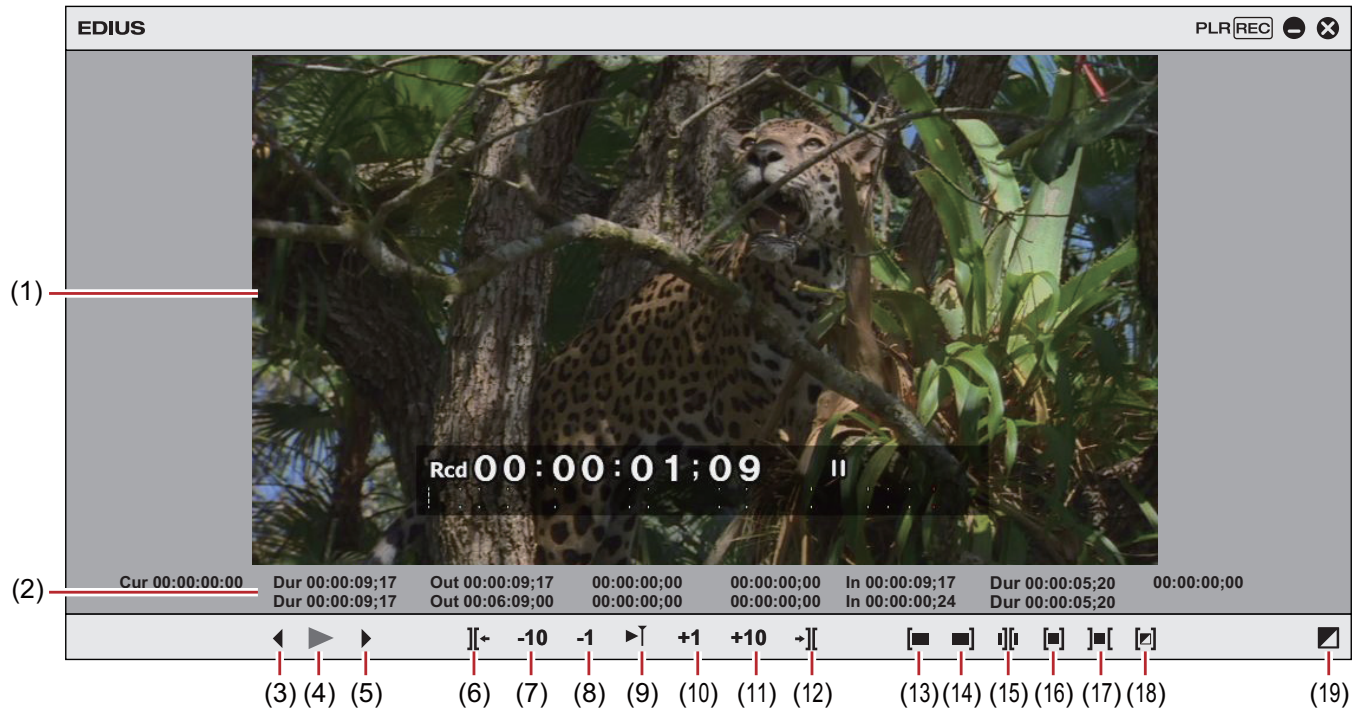 EDIUS PLR REC
(1)
Rcd 00:00:01;09
(2)
Cur 00:00:00:00 Dur 00:00:09;17 Out 00:00:09;17 00:00:00;00 00:00:00;00 In 00:00:09;17 Dur 00:00:05;20 00:00:00;00
Dur 00:00:09;17 Out 00:06:09;00 00:00:00;00 00:00:00;00 In 00:00:00;24 Dur 00:00:05;20
-10 -1 +1 +10
(3) (4) (5) (6) (7) (8) (9) (10) (11) (12) (13) (14) (15) (16) (17) (18) (19)